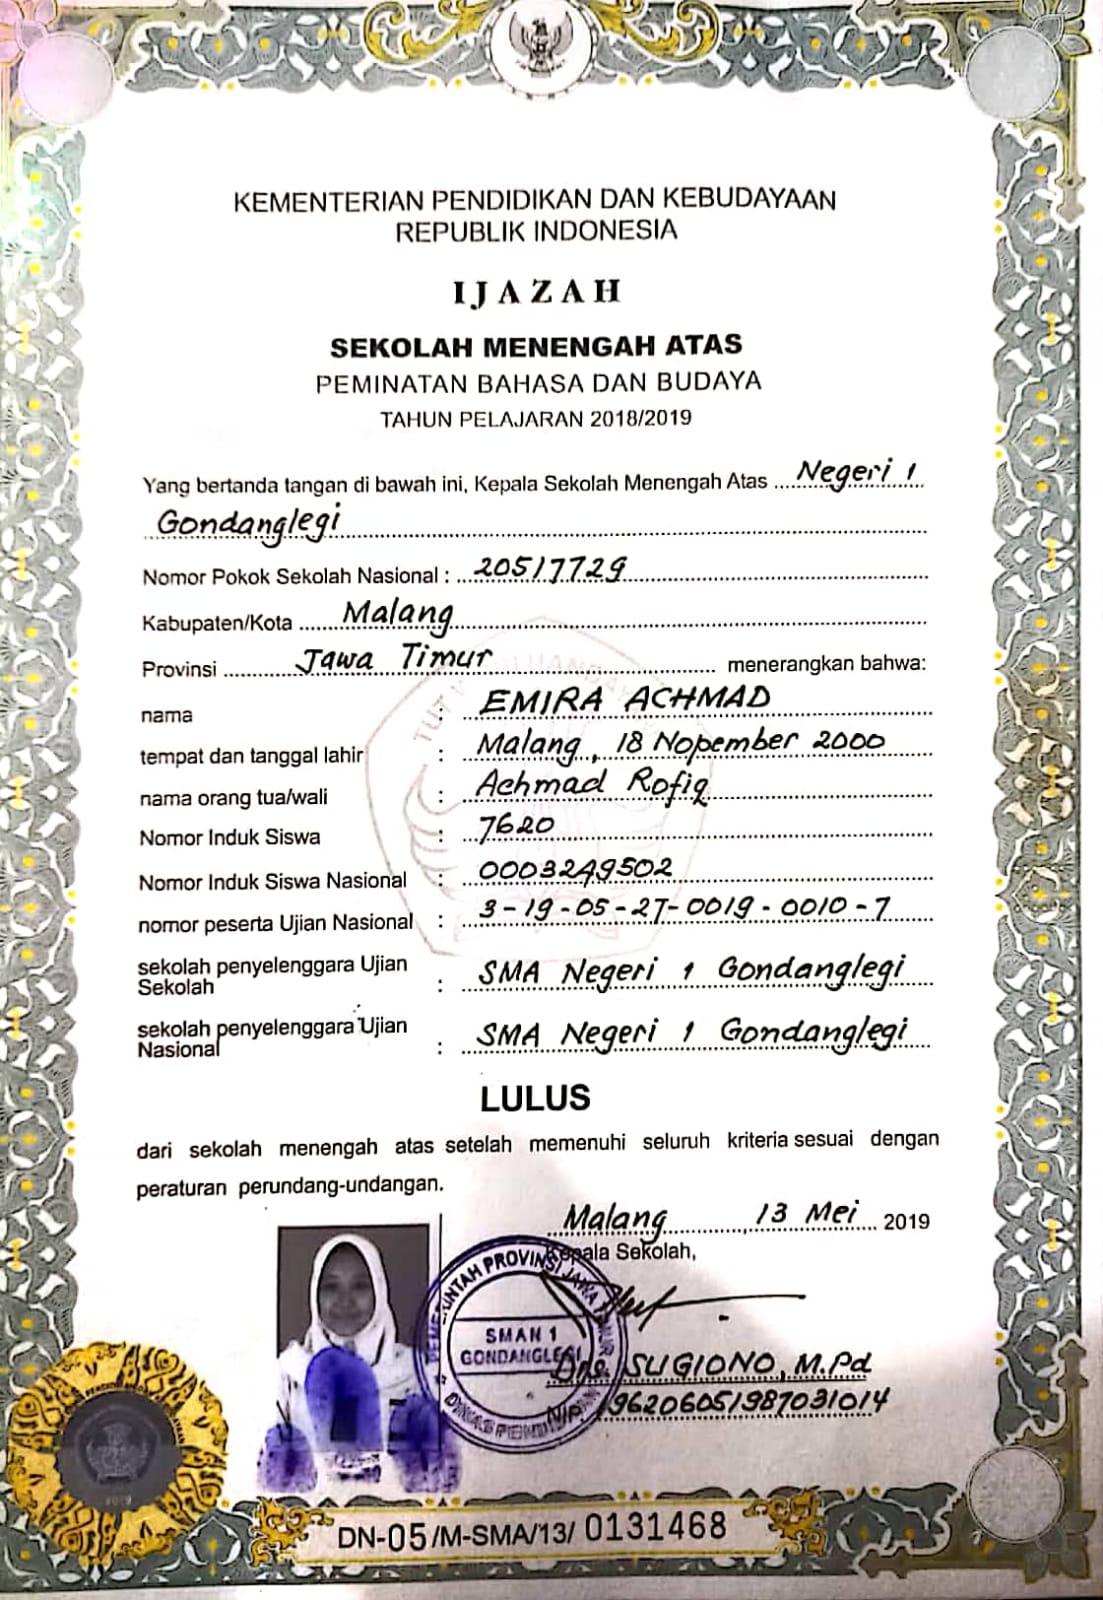 KEMENTERIAN PENDIDIKAN DAN KEBUDAYAAN
REPUBLIK INDONESIA
IJAZAH
SEKOLAH MENENGAH ATAS
PEMINATAN BAHASA DAN BUDAYA
TAHUN PELAJARAN 2018/2019
Yang bertanda tangan di bawah ini, Kepala Sekolah Menengah Atas Negeri 1
Gondanglegi
Nomor Pokok Sekolah Nasional : 20517729
Kabupaten/Kota Malang
Provinsi Jawa Timur menerangkan bahwa:
nama : EMIRA ACHMAD
tempat dan tanggal lahir : Malang, 18 Nopember 2000
nama orang tua/wali : Achmad Rofiq
Nomor Induk Siswa : 7620
Nomor Induk Siswa Nasional : 0003249502
nomor peserta Ujian Nasional : 3-19-05-27-0019-0010-7
sekolah penyelenggara Ujian
Sekolah : SMA Negeri 1 Gondanglegi
sekolah penyelenggara Ujian
Nasional : SMA Negeri 1 Gondanglegi
LULUS
dari sekolah menengah atas setelah memenuhi seluruh kriteria sesuai dengan
peraturan perundang-undangan.
Malang, 13 Mei 2019
Kepala Sekolah,
PEMERINTAH PROVINSI JAWA TIMUR
SMAN 1
GONDANGLEGI
DINAS PENDIDIKAN
Drs. SUGIONO, M.Pd
NIP. 196206051987031014
2019
DN-05/M-SMA/13/ 0131468